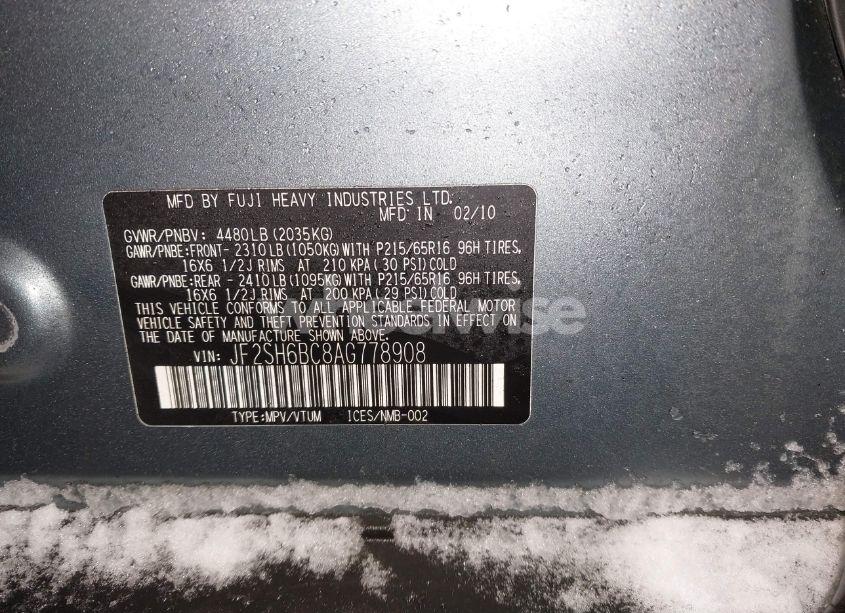 MFD BY FUJI HEAVY INDUSTRIES LTD.
MFD IN 02/10
GVWR/PNBV: 4480LB (2035KG)
GAWR/PNBE:FRONT- 2310LB (1050KG) WITH P215/65R16 96H TIRES,
16X6 1/2J RIMS AT 210 KPA (30 PSI) COLD
GAWR/PNBE:REAR - 2410LB (1095KG) WITH P215/65R16 96H TIRES,
16X6 1/2J RIMS AT 200 KPA (29 PSI) COLD
THIS VEHICLE CONFORMS TO ALL APPLICABLE FEDERAL MOTOR
VEHICLE SAFETY AND THEFT PREVENTION STANDARDS IN EFFECT ON
THE DATE OF MANUFACTURE SHOWN ABOVE.
VIN: JF2SH6BC8AG778908
TYPE:MPV/VTUM ICES/NMB-002